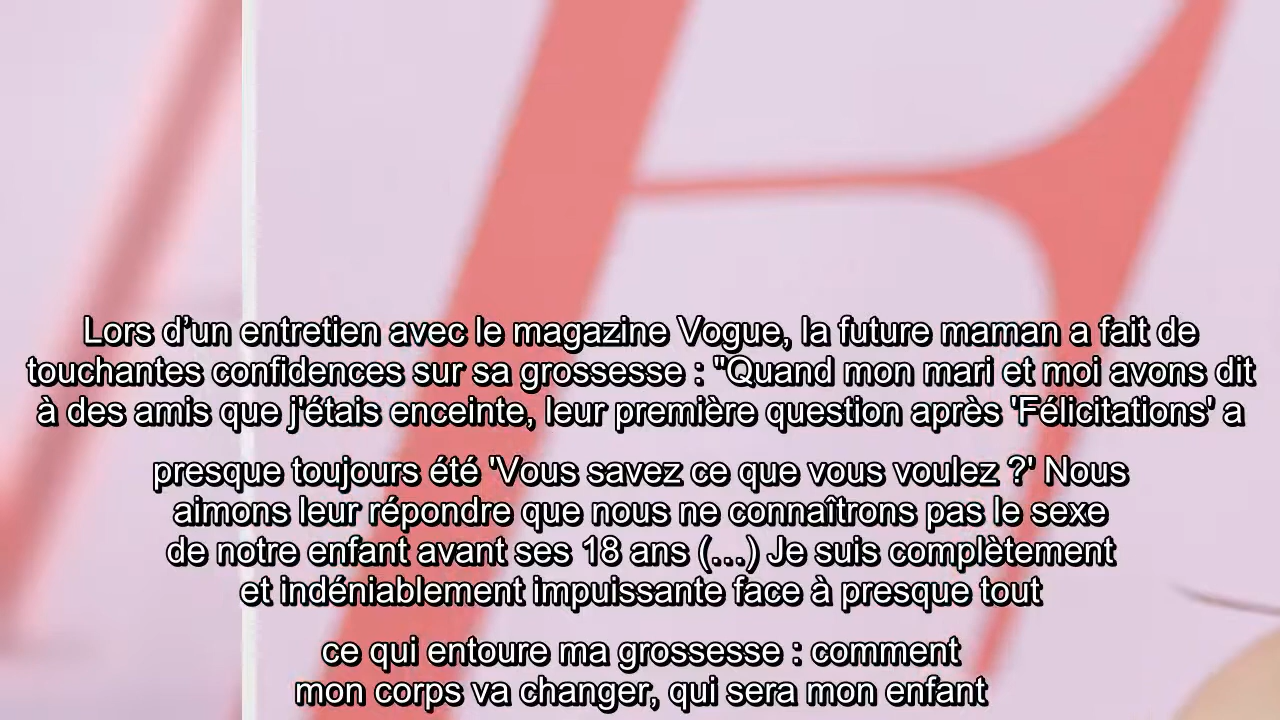 Lors d’un entretien avec le magazine Vogue, la future maman a fait de
touchantes confidences sur sa grossesse : "Quand mon mari et moi avons dit
à des amis que j'étais enceinte, leur première question après 'Félicitations' a
presque toujours été 'Vous savez ce que vous voulez ?' Nous
aimons leur répondre que nous ne connaîtrons pas le sexe
de notre enfant avant ses 18 ans (…) Je suis complètement
et indéniablement impuissante face à presque tout
ce qui entoure ma grossesse : comment
mon corps va changer, qui sera mon enfant